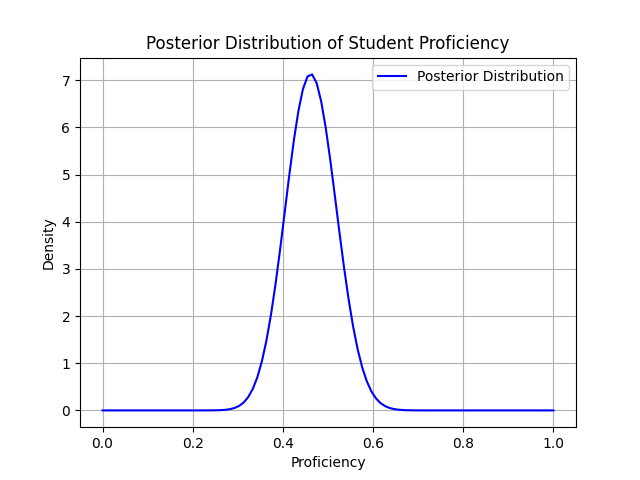 Posterior Distribution of Student Proficiency
Posterior Distribution
7
6
5
4
3
2
1
0
Density
0.0 0.2 0.4 0.6 0.8 1.0
Proficiency